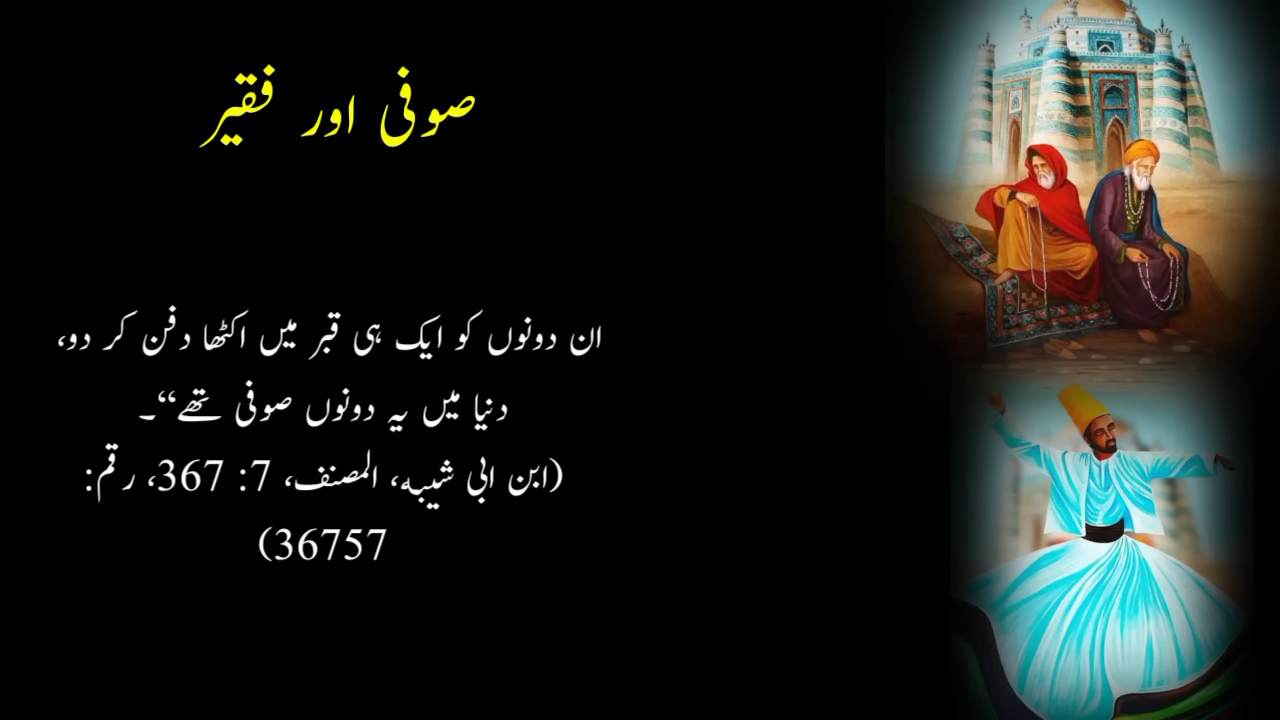 صوفی اور فقیر
ان دونوں کو ایک ہی قبر میں اکٹھا دفن کر دو،
دنیا میں یہ دونوں صوفی تھے“۔
(ابن ابی شیبہ، المصنف، 7: 367، رقم:
36757)